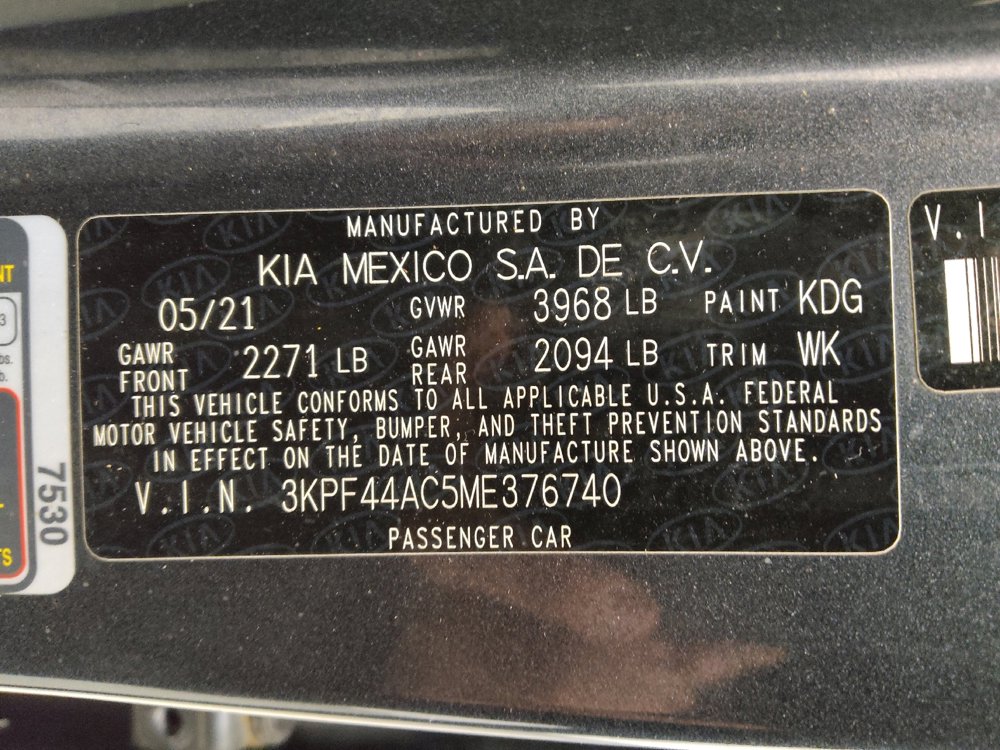 MANUFACTURED BY
KIA MEXICO S.A. DE C.V.
05/21 GVWR 3968 LB PAINT KDG
GAWR FRONT 2271 LB GAWR REAR 2094 LB TRIM WK
THIS VEHICLE CONFORMS TO ALL APPLICABLE U.S.A. FEDERAL
MOTOR VEHICLE SAFETY, BUMPER, AND THEFT PREVENTION STANDARDS
IN EFFECT ON THE DATE OF MANUFACTURE SHOWN ABOVE.
V.I.N. 3KPF44AC5ME376740
PASSENGER CAR
7530
V.I